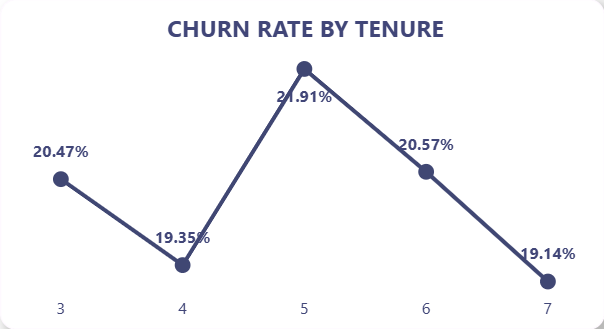 CHURN RATE BY TENURE
21.91%
20.57%
20.47%
19.35%
19.14%
3 4 5 6 7